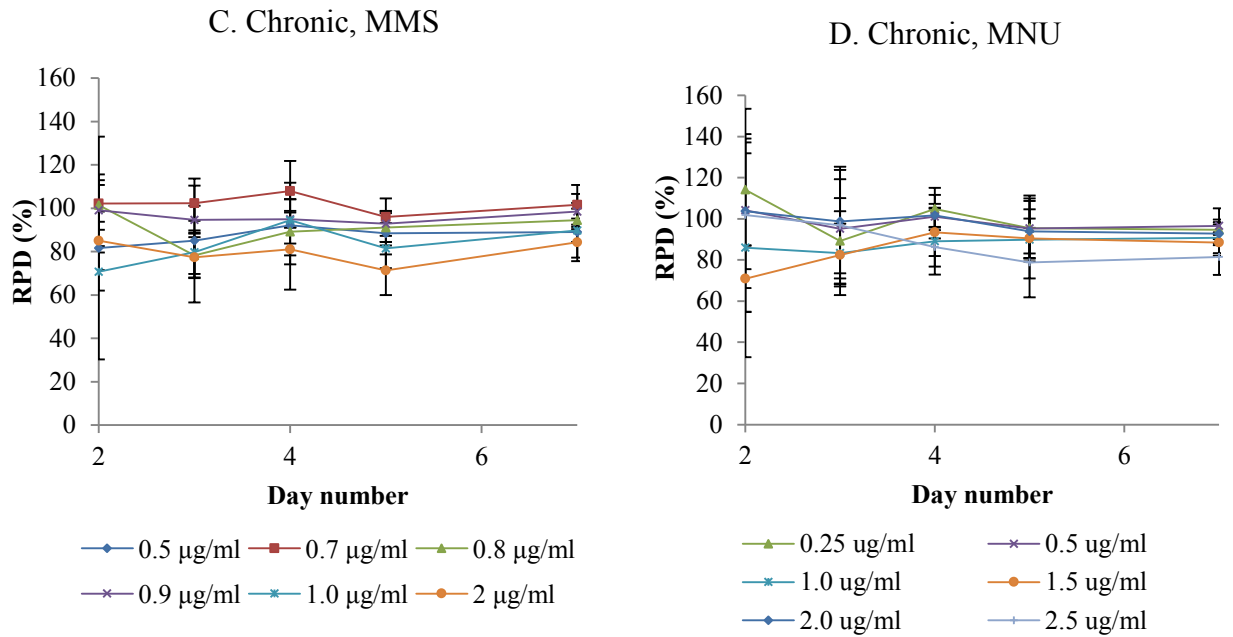 C. Chronic, MMS
160
140
120
100
80
60
40
20
0
RPD (%)
2 4 6
Day number
0.5 µg/ml 0.7 µg/ml 0.8 µg/ml
0.9 µg/ml 1.0 µg/ml 2 µg/ml
D. Chronic, MNU
160
140
120
100
80
60
40
20
0
RPD (%)
2 4 6
Day number
0.25 ug/ml 0.5 ug/ml
1.0 ug/ml 1.5 ug/ml
2.0 ug/ml 2.5 ug/ml